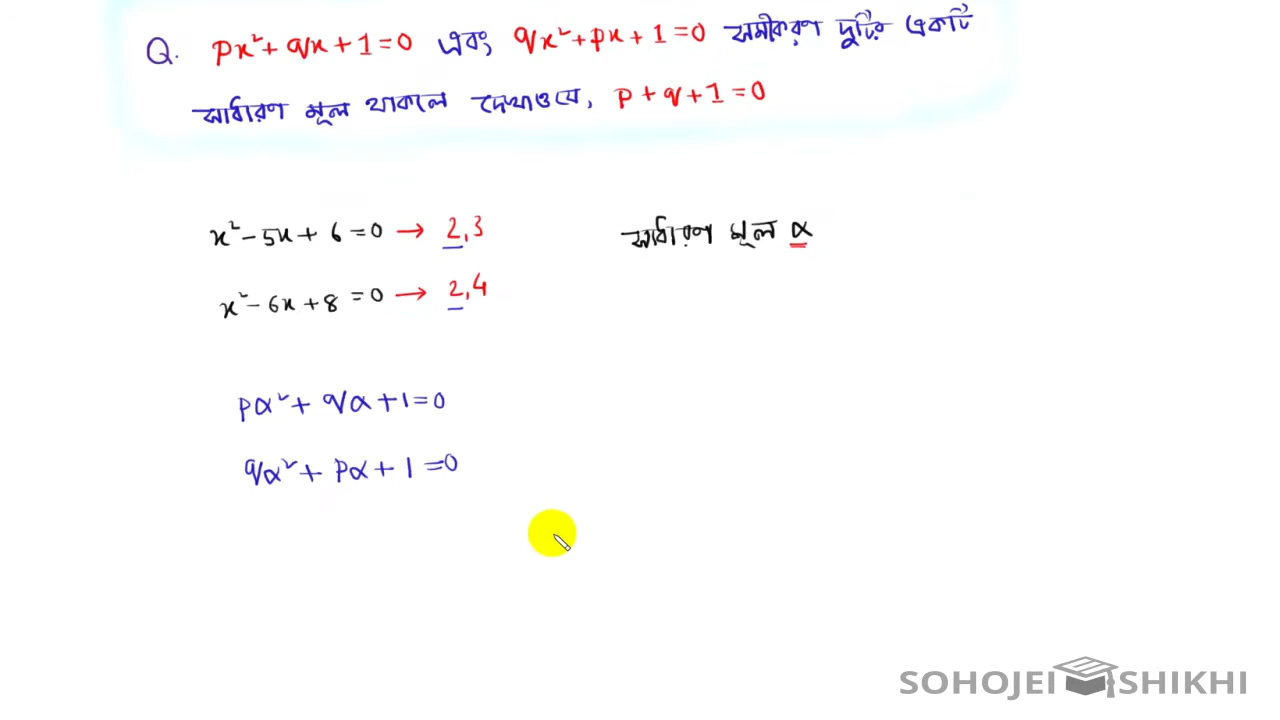 Q. px²+qx+1=0 এবং qx²+px+1=0 সমীকরণ দুটির একটি
সাধারণ মূল থাকলে দেখাও যে, p+q+1=0
x²-5x+6=0 → 2,3
সাধারণ মূল α
x²-6x+8=0 → 2,4
pα²+qα+1=0
qα²+pα+1=0
SOHOJEI SHIKHI